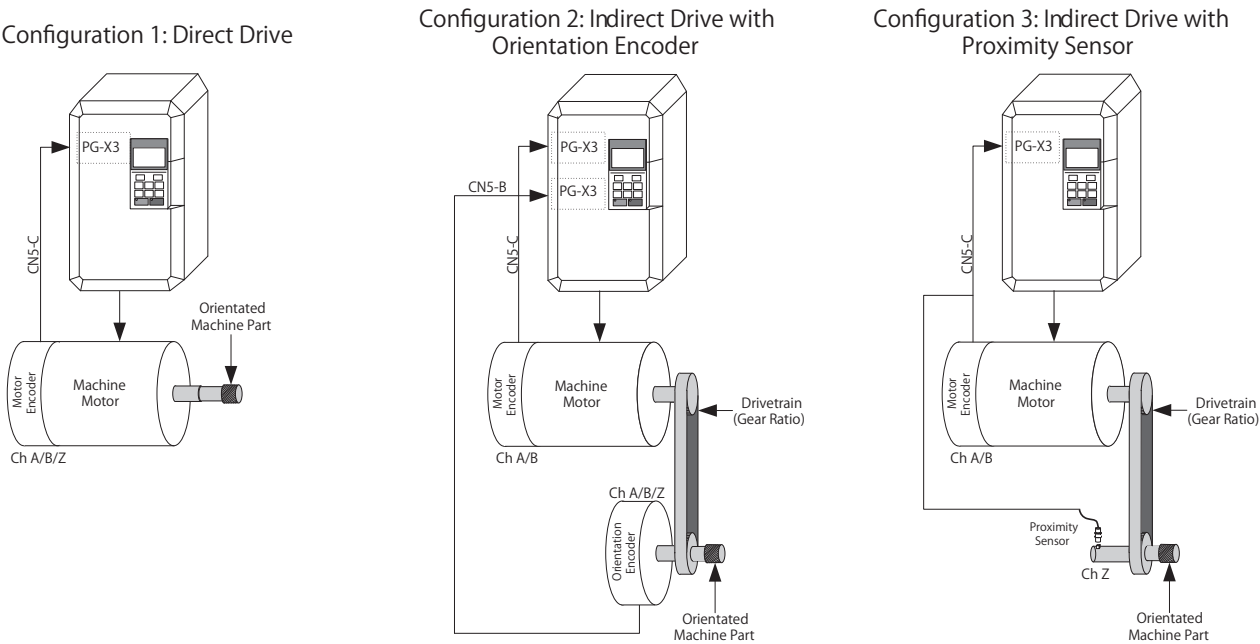 Configuration 1: Direct Drive
PG-X3
CN5-C
Orientated
Machine Part
Motor
Encoder
Machine
Motor
Ch A/B/Z
Configuration 2: Indirect Drive with
Orientation Encoder
PG-X3
CN5-B
PG-X3
CN5-C
Motor
Encoder
Machine
Motor
Drivetrain
(Gear Ratio)
Ch A/B
Ch A/B/Z
Orientation
Encoder
Orientated
Machine Part
Configuration 3: Indirect Drive with
Proximity Sensor
PG-X3
CN5-C
Motor
Encoder
Machine
Motor
Drivetrain
(Gear Ratio)
Ch A/B
Proximity
Sensor
Ch Z
Orientated
Machine Part